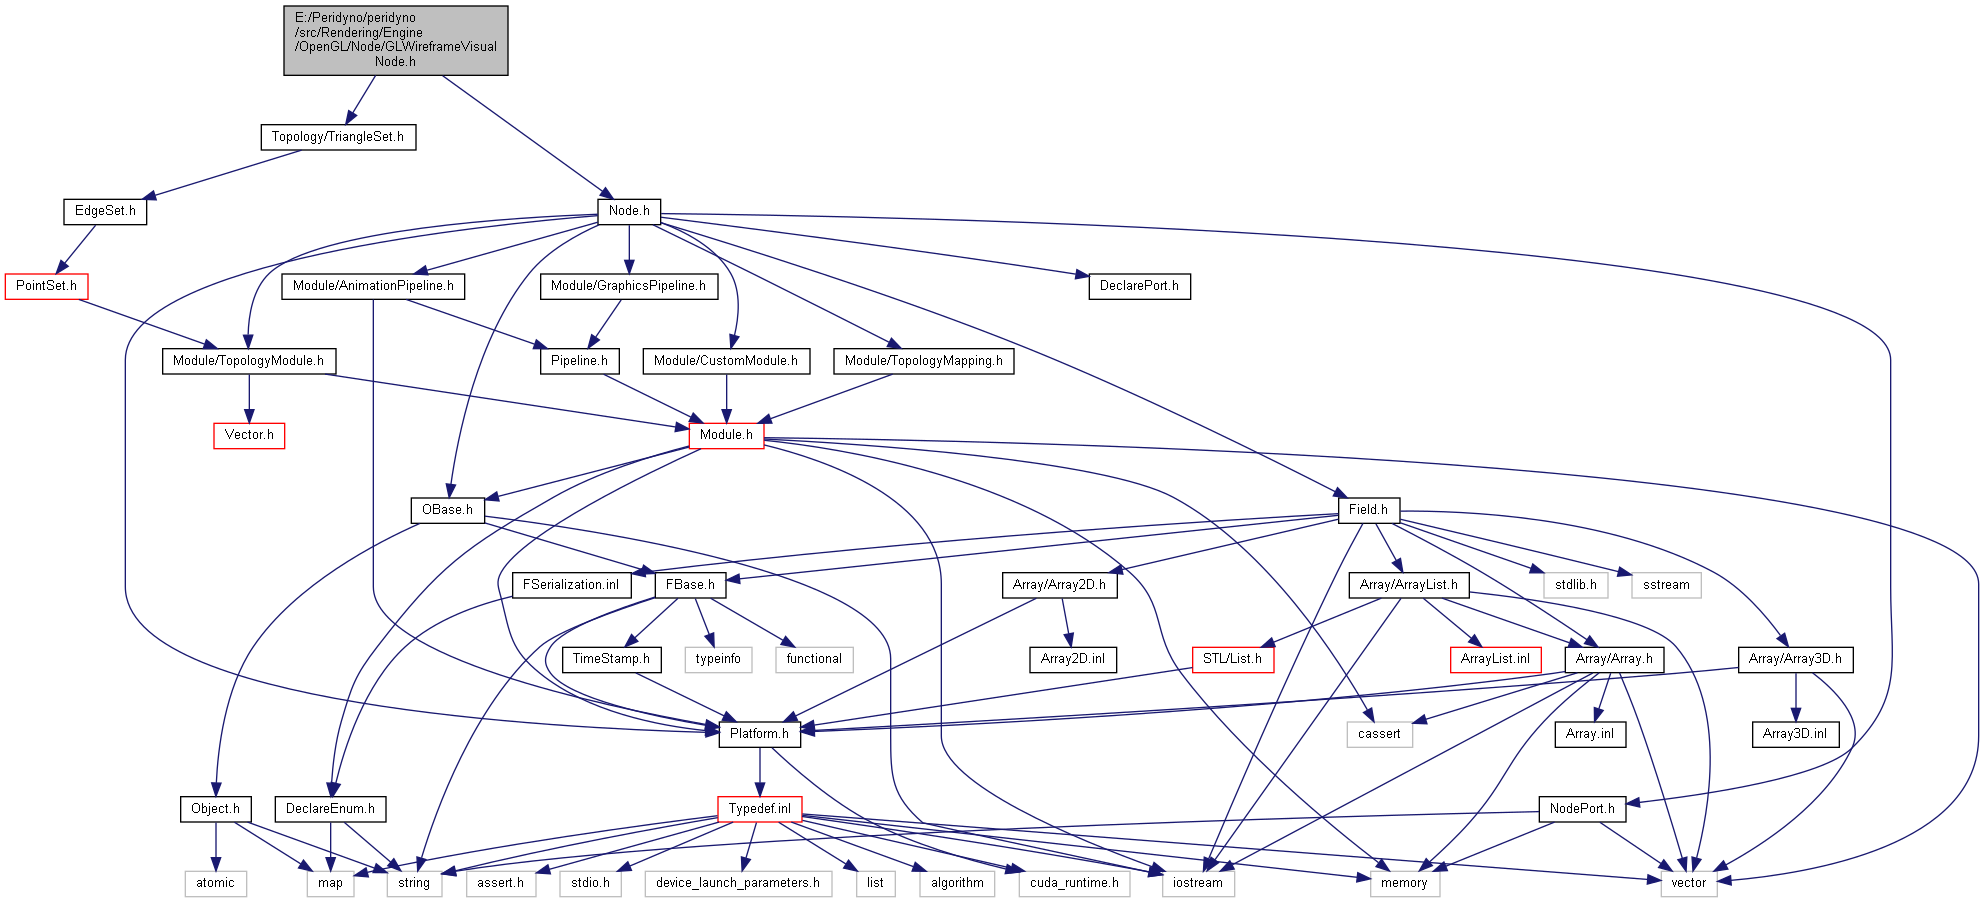 E:/Peridyno/peridyno
/src/Rendering/Engine
/OpenGL/Node/GLWireframeVisual
Node.h
Topology/TriangleSet.h
EdgeSet.h
Node.h
PointSet.h
Module/AnimationPipeline.h
Module/GraphicsPipeline.h
DeclarePort.h
Module/TopologyModule.h
Pipeline.h
Module/CustomModule.h
Module/TopologyMapping.h
Vector.h
Module.h
OBase.h
Field.h
FSerialization.inl
FBase.h
Array/Array2D.h
Array/ArrayList.h
stdlib.h
sstream
TimeStamp.h
typeinfo
functional
Array2D.inl
STL/List.h
ArrayList.inl
Array/Array.h
Array/Array3D.h
Platform.h
cassert
Array.inl
Array3D.inl
Object.h
DeclareEnum.h
Typedef.inl
NodePort.h
atomic
map
string
assert.h
stdio.h
device_launch_parameters.h
list
algorithm
cuda_runtime.h
iostream
memory
vector